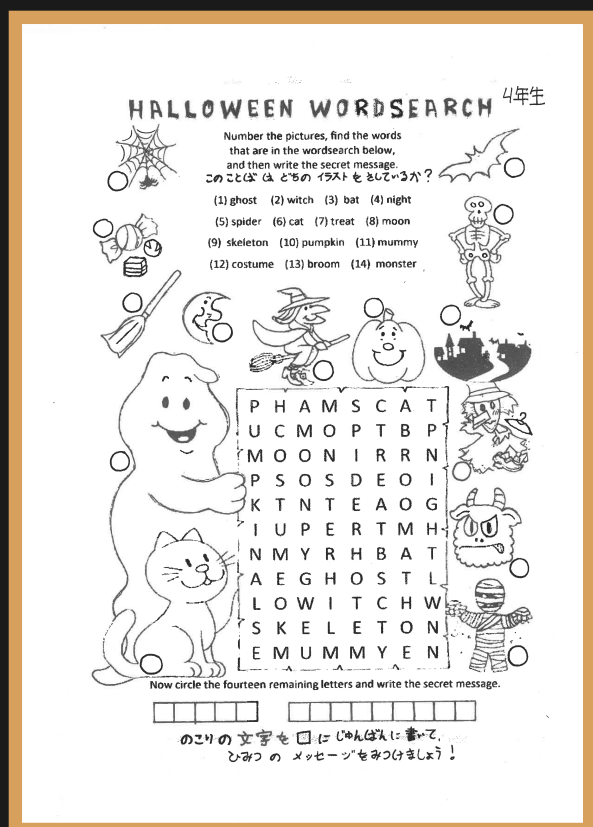 HALLOWEEN WORDSEARCH
4年生
Number the pictures, find the words
that are in the wordsearch below,
and then write the secret message.
このことば は どちの イラスト を さしているか?
(1) ghost (2) witch (3) bat (4) night
(5) spider (6) cat (7) treat (8) moon
(9) skeleton (10) pumpkin (11) mummy
(12) costume (13) broom (14) monster
P H A M S C A T
U C M O P T B P
M O O N I R R N
P S O S D E O I
K T N T E A O G
I U P E R T M H
N M Y R H B A T
A E G H O S T L
L O W I T C H W
S K E L E T O N
E M U M M Y E N
Now circle the fourteen remaining letters and write the secret message.
のこりの 文字を □に じゅんばんに 書いて、
ひみつ の メッセージをみつけましょう!